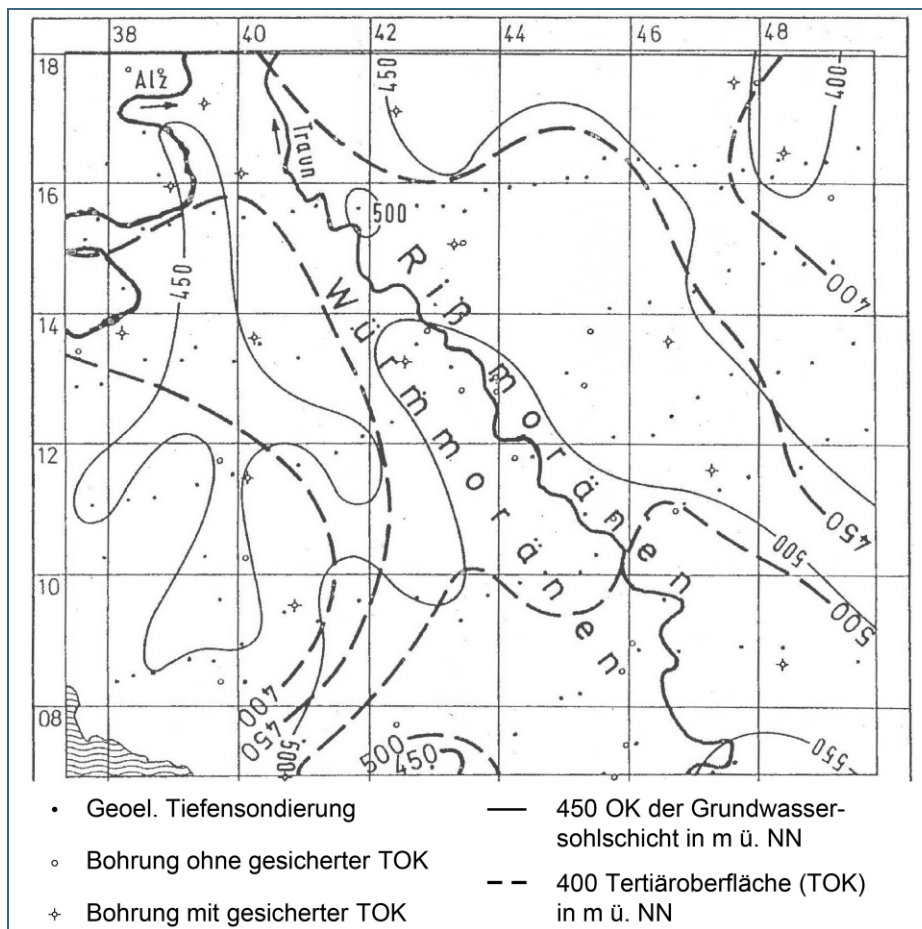 38 40 42 44 46 48
18
16
14
12
10
08
Alz
Traun
450
400
500
450
400
Rißmoränen
Würmmoränen
450
500
500
400
450
500
500
450
550
· Geoel. Tiefensondierung
Bohrung ohne gesicherter TOK
Bohrung mit gesicherter TOK
450 OK der Grundwasser-
sohlschicht in m ü. NN
400 Tertiäroberfläche (TOK)
in m ü. NN